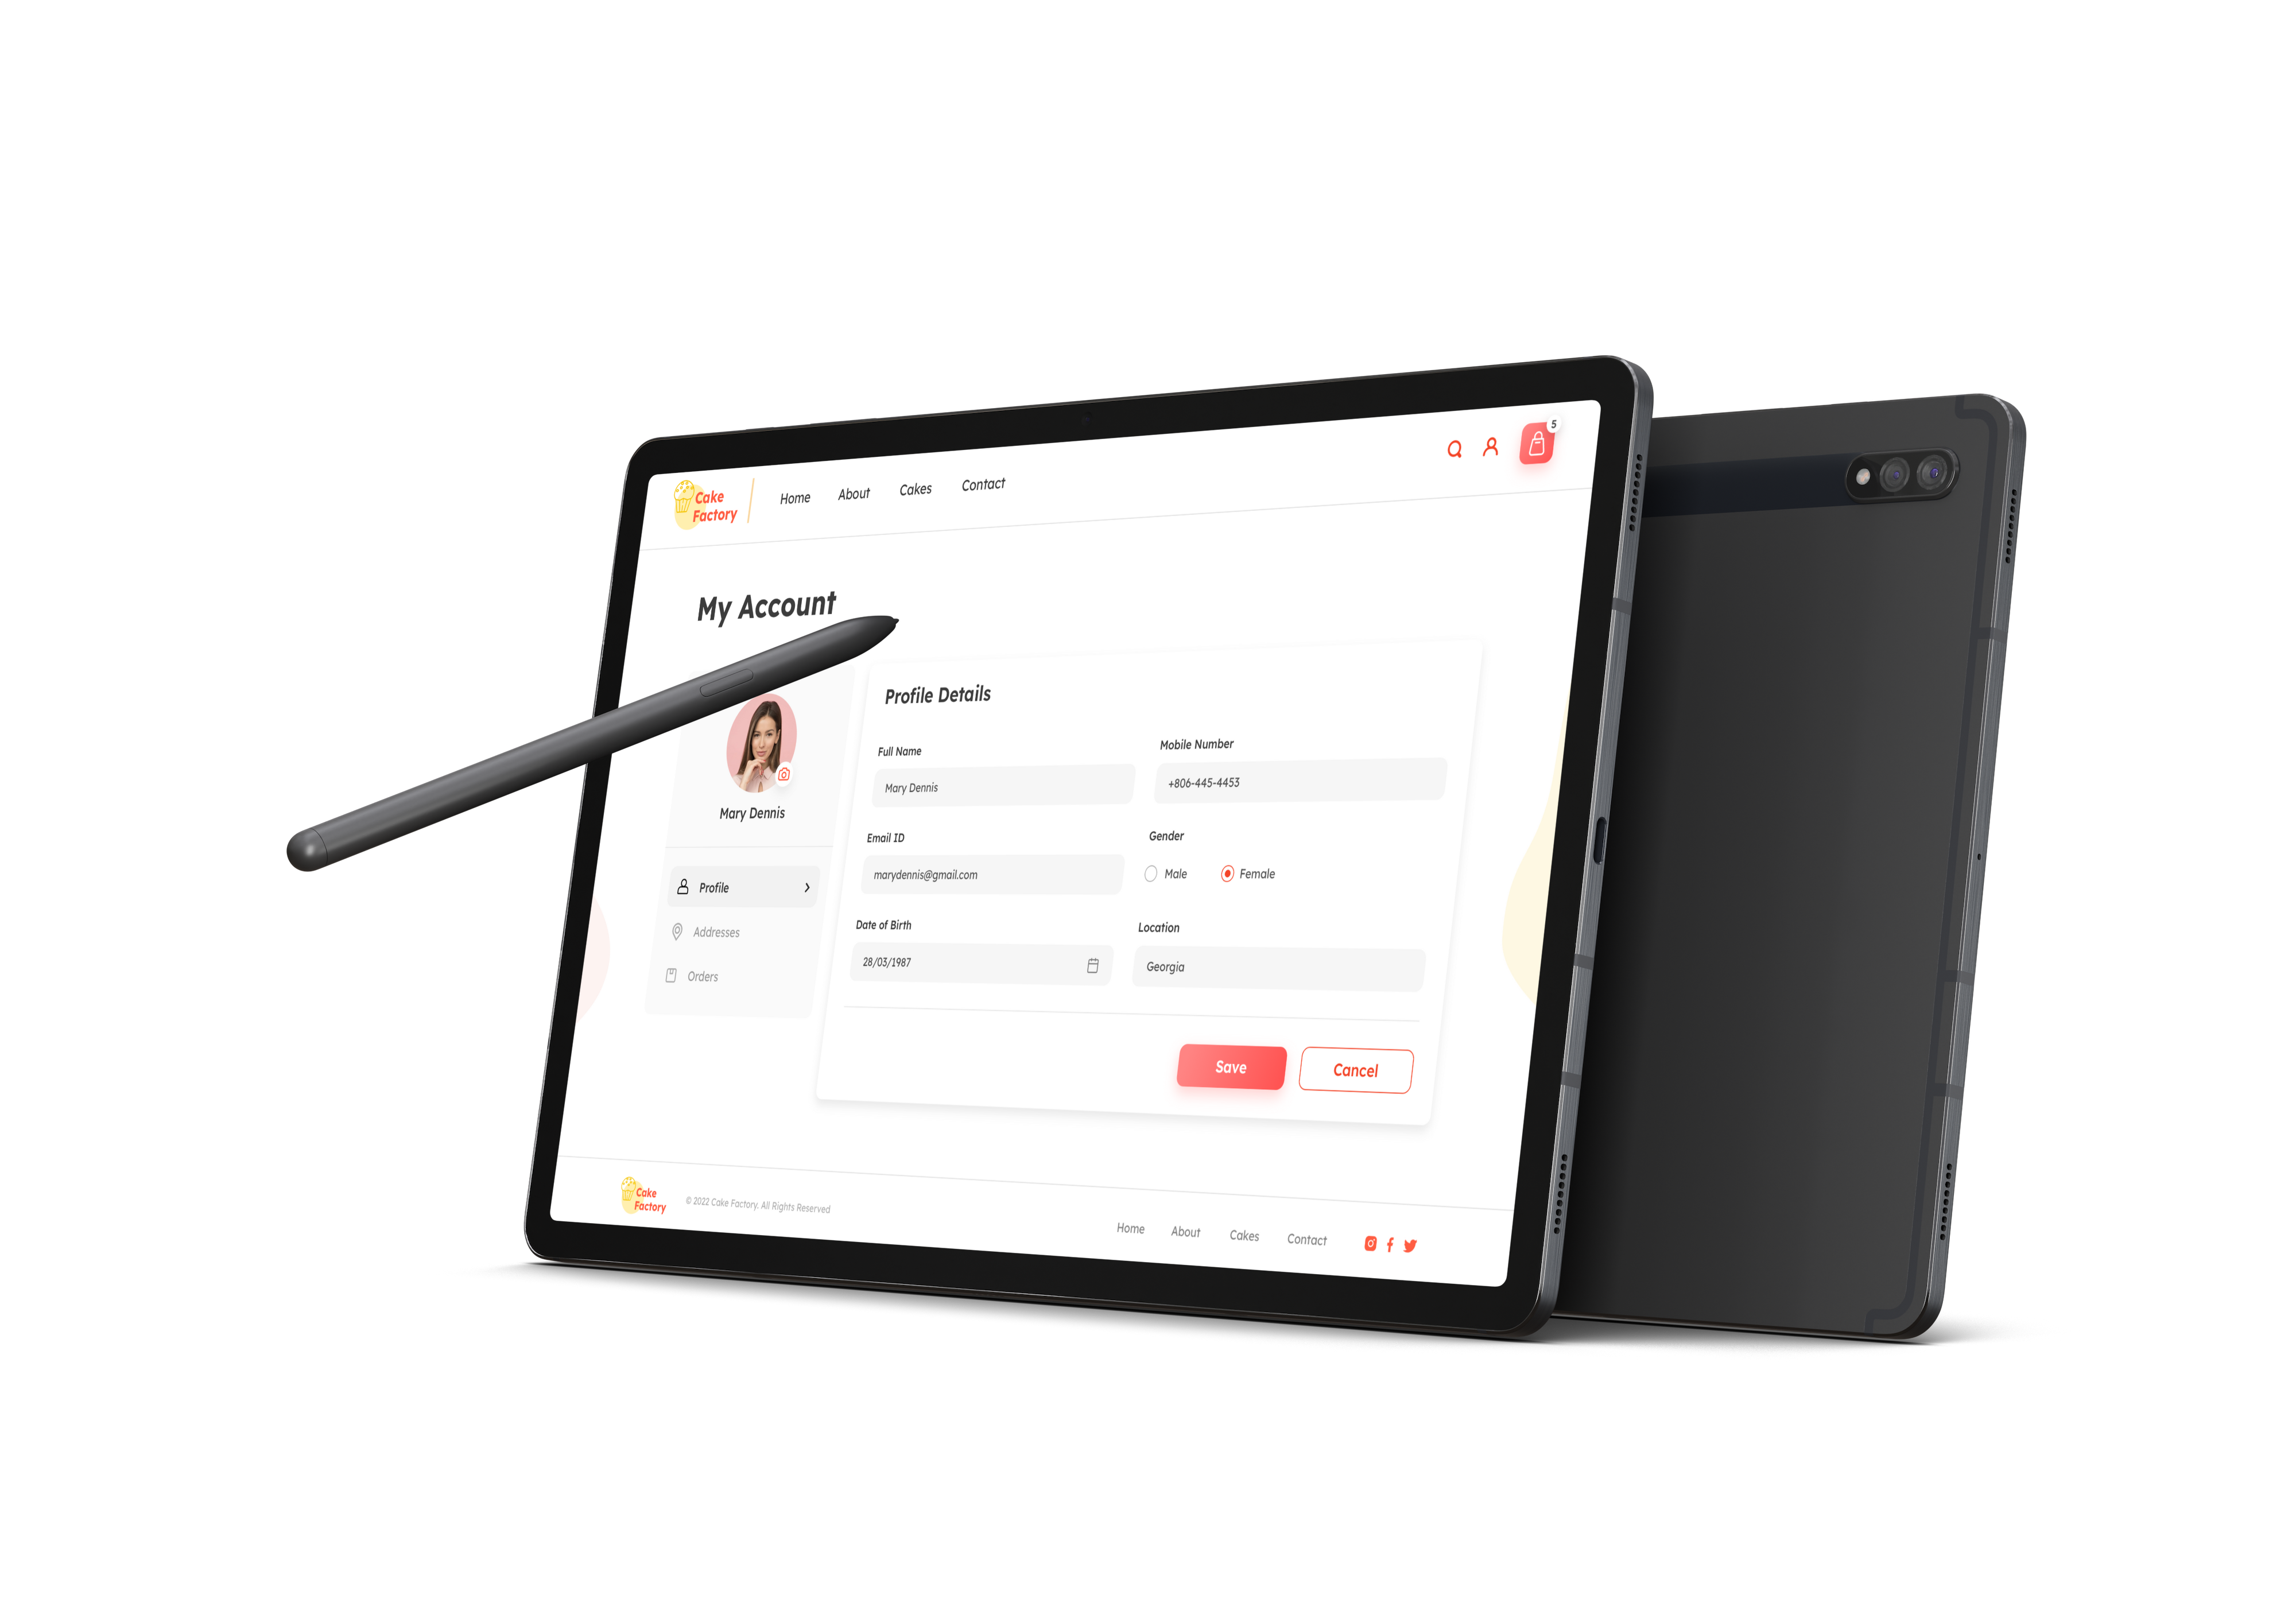 Cake
Factory
Home
About
Cakes
Contact
5
My Account
Mary Dennis
Profile
Addresses
Orders
Profile Details
Full Name
Mary Dennis
Mobile Number
+806-445-4453
Email ID
marydennis@gmail.com
Gender
Male
Female
Date of Birth
28/03/1987
Location
Georgia
Save
Cancel
Cake
Factory
© 2022 Cake Factory. All Rights Reserved
Home
About
Cakes
Contact